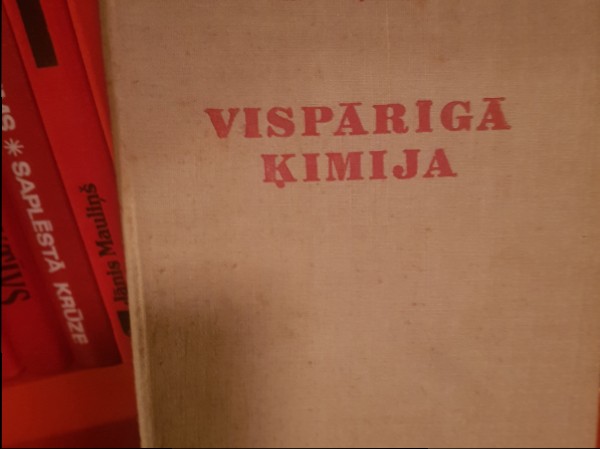 VISPĀRĪGĀ
ĶIMIJA
SAPLĒSTĀ KRŪZE
Jānis Mauliņš